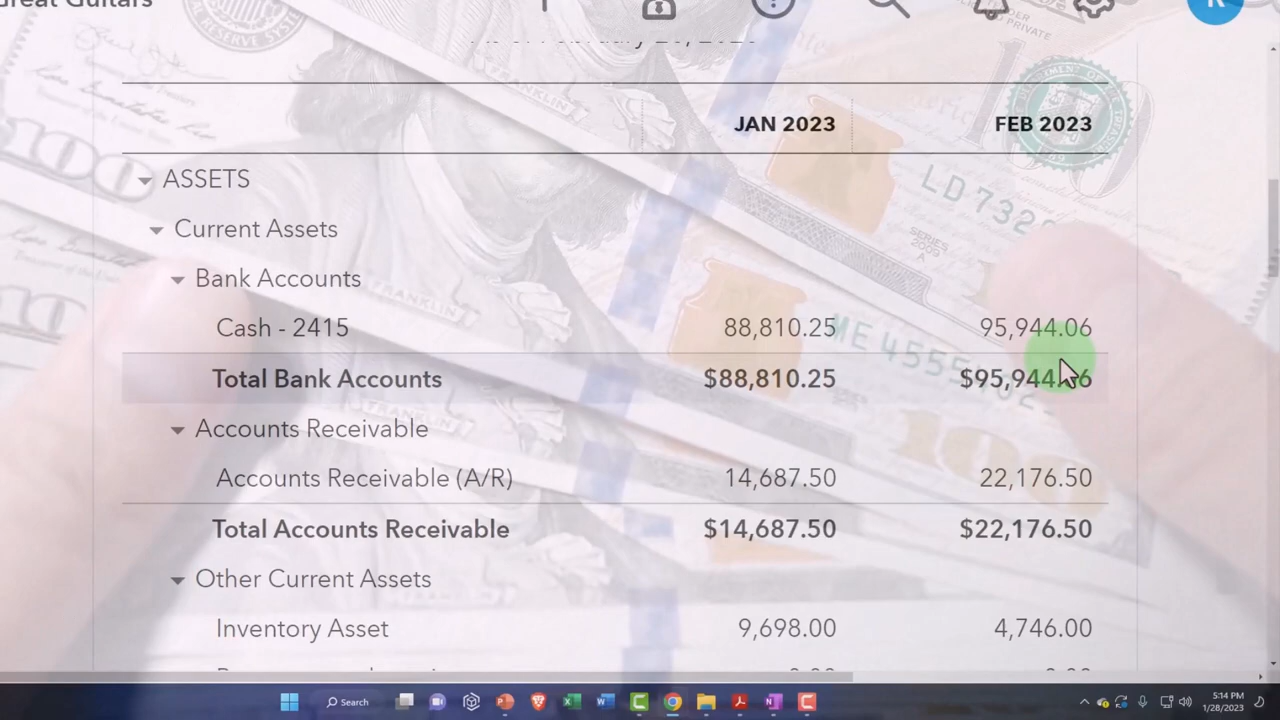 Great Guitars
JAN 2023 FEB 2023
ASSETS
Current Assets
Bank Accounts
Cash - 2415 88,810.25 95,944.06
Total Bank Accounts $88,810.25 $95,944.06
Accounts Receivable
Accounts Receivable (A/R) 14,687.50 22,176.50
Total Accounts Receivable $14,687.50 $22,176.50
Other Current Assets
Inventory Asset 9,698.00 4,746.00
Search
5:14 PM
1/28/2023